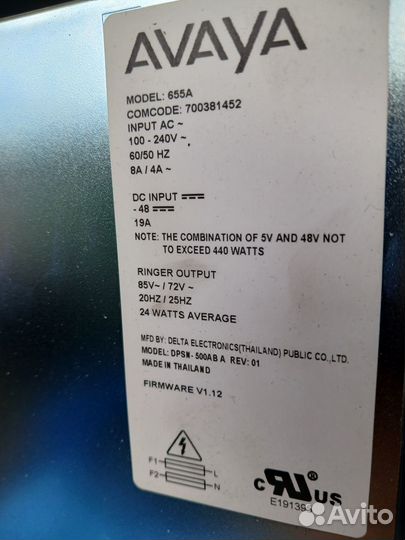 AVAYA
MODEL: 655A
COMCODE: 700381452
INPUT AC ~
100 - 240V ~
60/50 HZ
8A / 4A ~
DC INPUT ⎓
- 48 ⎓
19A
NOTE: THE COMBINATION OF 5V AND 48V NOT
TO EXCEED 440 WATTS
RINGER OUTPUT
85V~ / 72V ~
20HZ / 25HZ
24 WATTS AVERAGE
MFD BY: DELTA ELECTRONICS(THAILAND) PUBLIC CO.,LTD.
MODEL: DPSN - 500AB A REV: 01
MADE IN THAILAND
FIRMWARE V1.12
F1
L
F2
N
c RU US
®
Avito